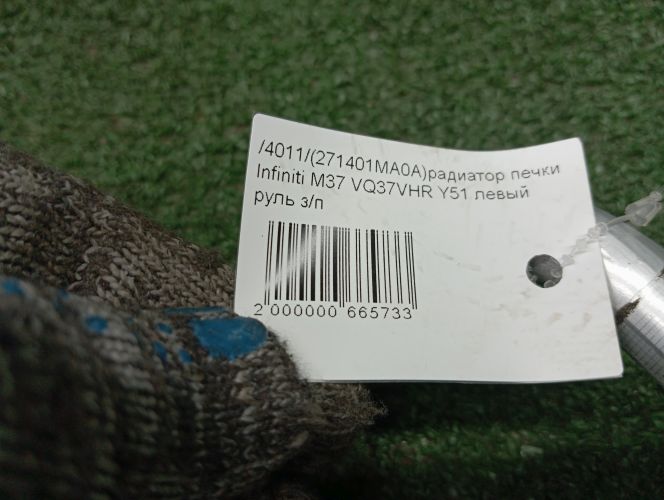 /4011/(271401MA0A)радиатор печки
Infiniti M37 VQ37VHR Y51 левый
руль з/п
2 000000 665733